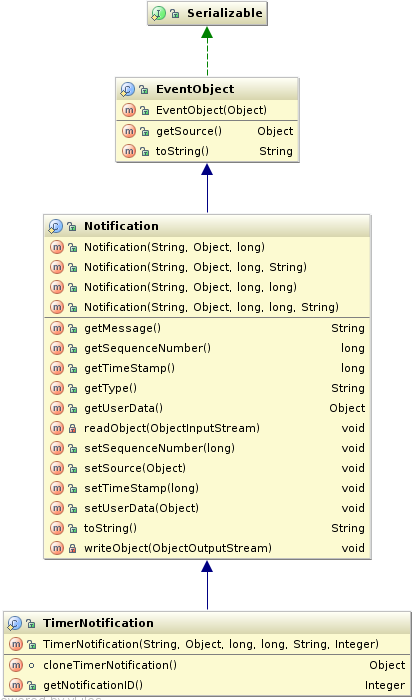 Serializable
EventObject
EventObject(Object)
getSource() Object
toString() String
Notification
Notification(String, Object, long)
Notification(String, Object, long, String)
Notification(String, Object, long, long)
Notification(String, Object, long, long, String)
getMessage() String
getSequenceNumber() long
getTimeStamp() long
getType() String
getUserData() Object
readObject(ObjectInputStream) void
setSequenceNumber(long) void
setSource(Object) void
setTimeStamp(long) void
setUserData(Object) void
toString() String
writeObject(ObjectOutputStream) void
TimerNotification
TimerNotification(String, Object, long, long, String, Integer)
cloneTimerNotification() Object
getNotificationID() Integer